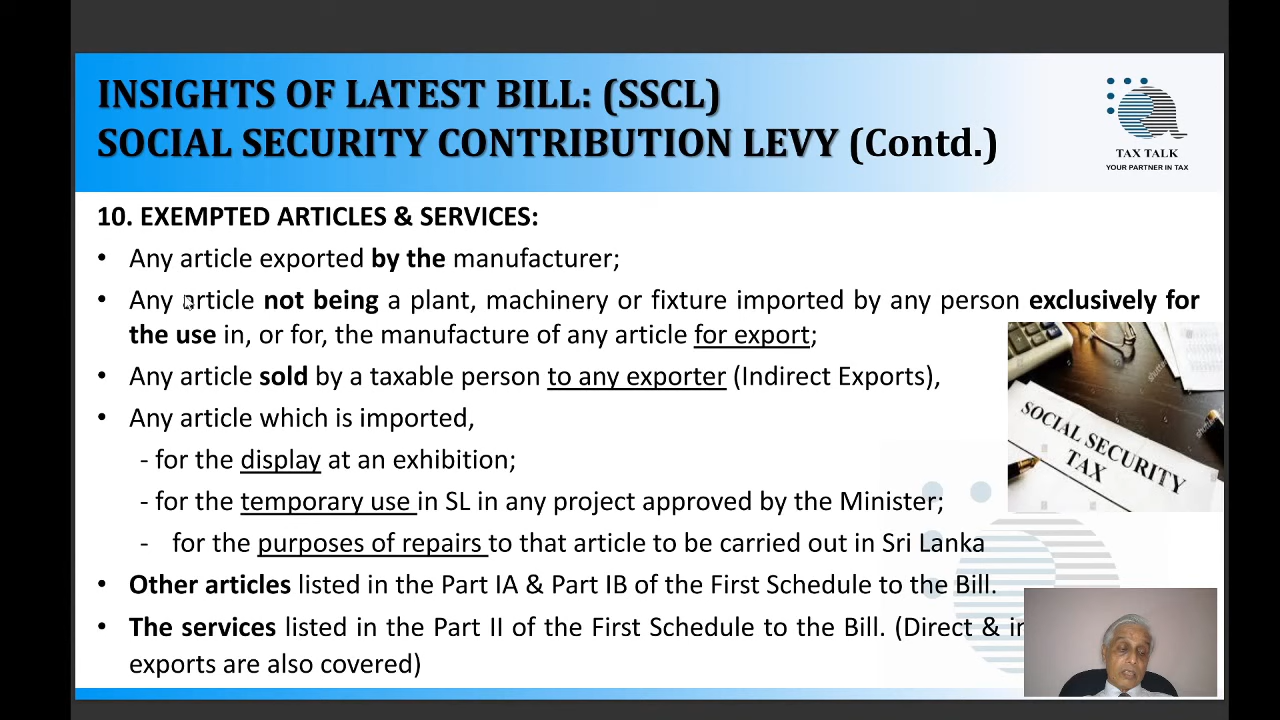 INSIGHTS OF LATEST BILL: (SSCL)
SOCIAL SECURITY CONTRIBUTION LEVY (Contd.)
TAX TALK
YOUR PARTNER IN TAX
10. EXEMPTED ARTICLES & SERVICES:
• Any article exported by the manufacturer;
• Any article not being a plant, machinery or fixture imported by any person exclusively for
the use in, or for, the manufacture of any article for export;
• Any article sold by a taxable person to any exporter (Indirect Exports),
• Any article which is imported,
- for the display at an exhibition;
- for the temporary use in SL in any project approved by the Minister;
- for the purposes of repairs to that article to be carried out in Sri Lanka
• Other articles listed in the Part IA & Part IB of the First Schedule to the Bill.
• The services listed in the Part II of the First Schedule to the Bill. (Direct &
exports are also covered)
SOCIAL SECURITY
TAX